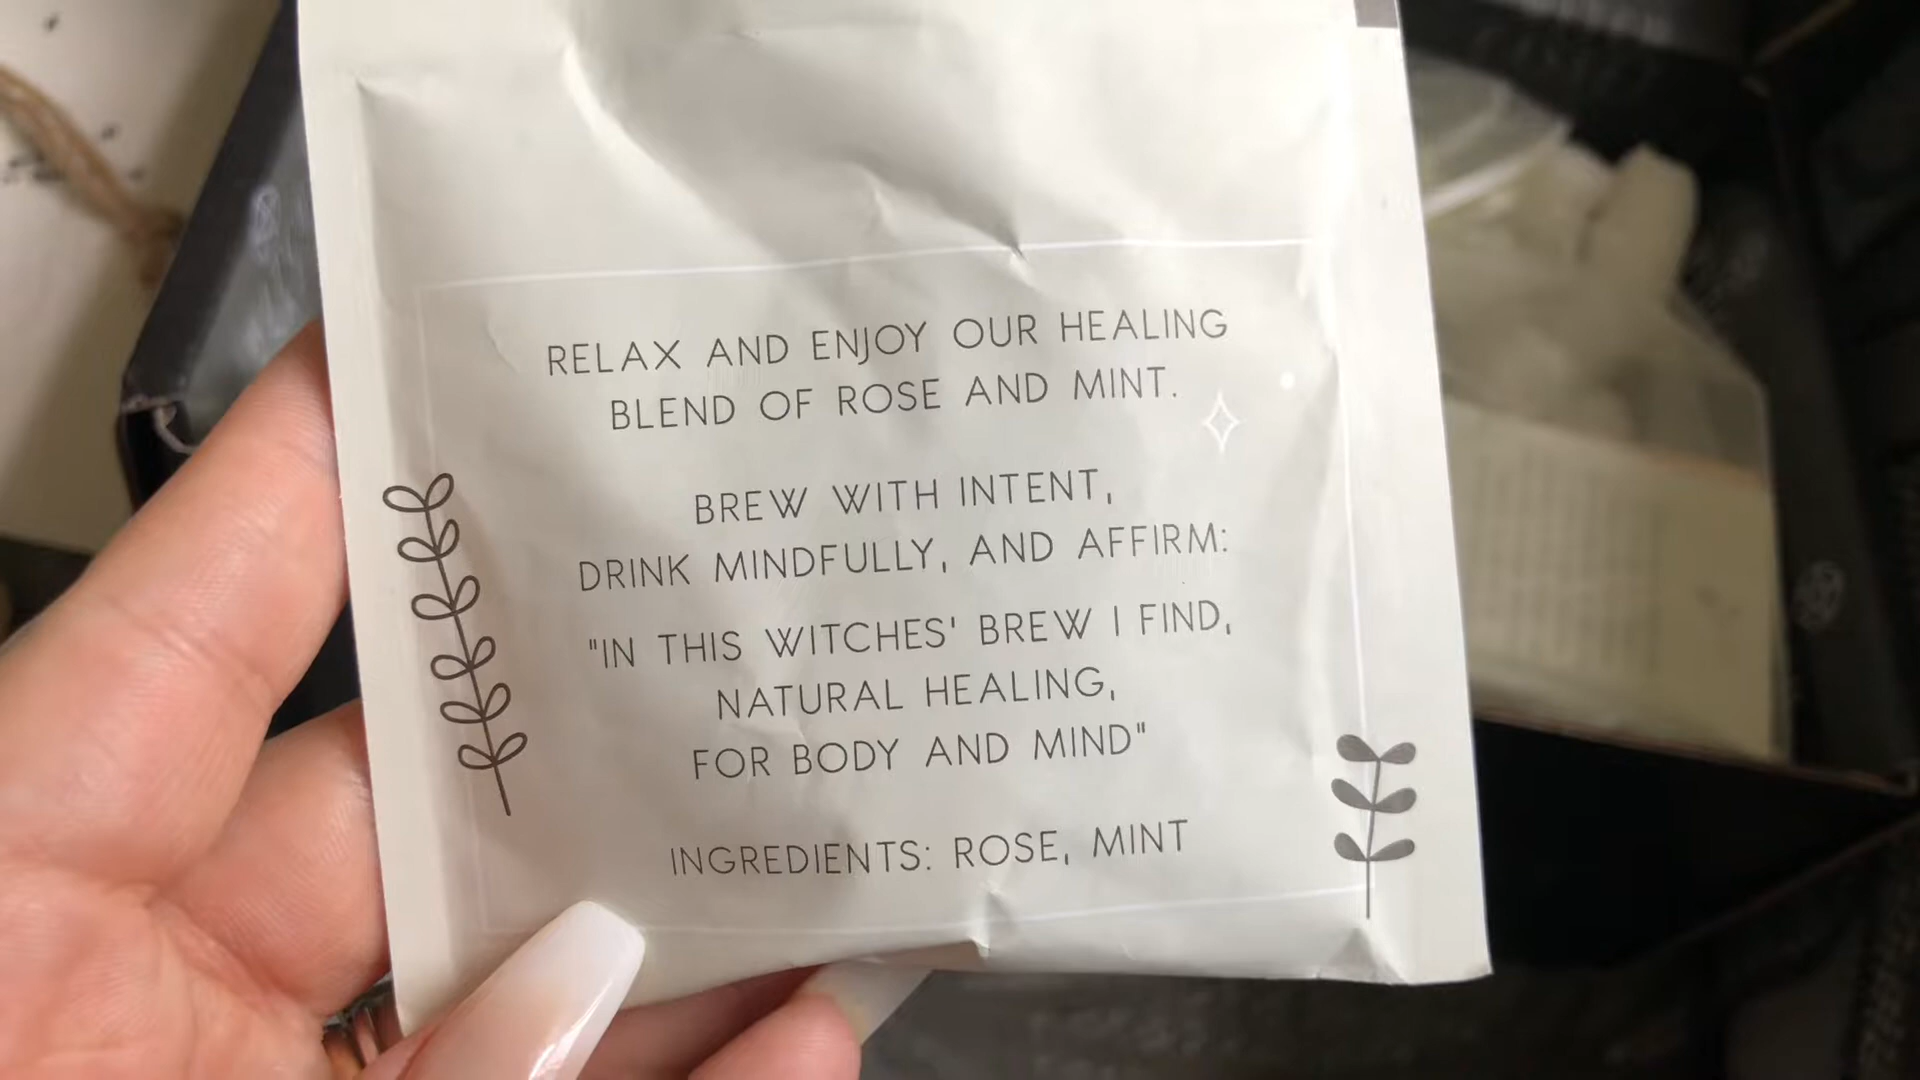 RELAX AND ENJOY OUR HEALING
BLEND OF ROSE AND MINT.
BREW WITH INTENT,
DRINK MINDFULLY, AND AFFIRM:
"IN THIS WITCHES' BREW I FIND,
NATURAL HEALING,
FOR BODY AND MIND"
INGREDIENTS: ROSE, MINT